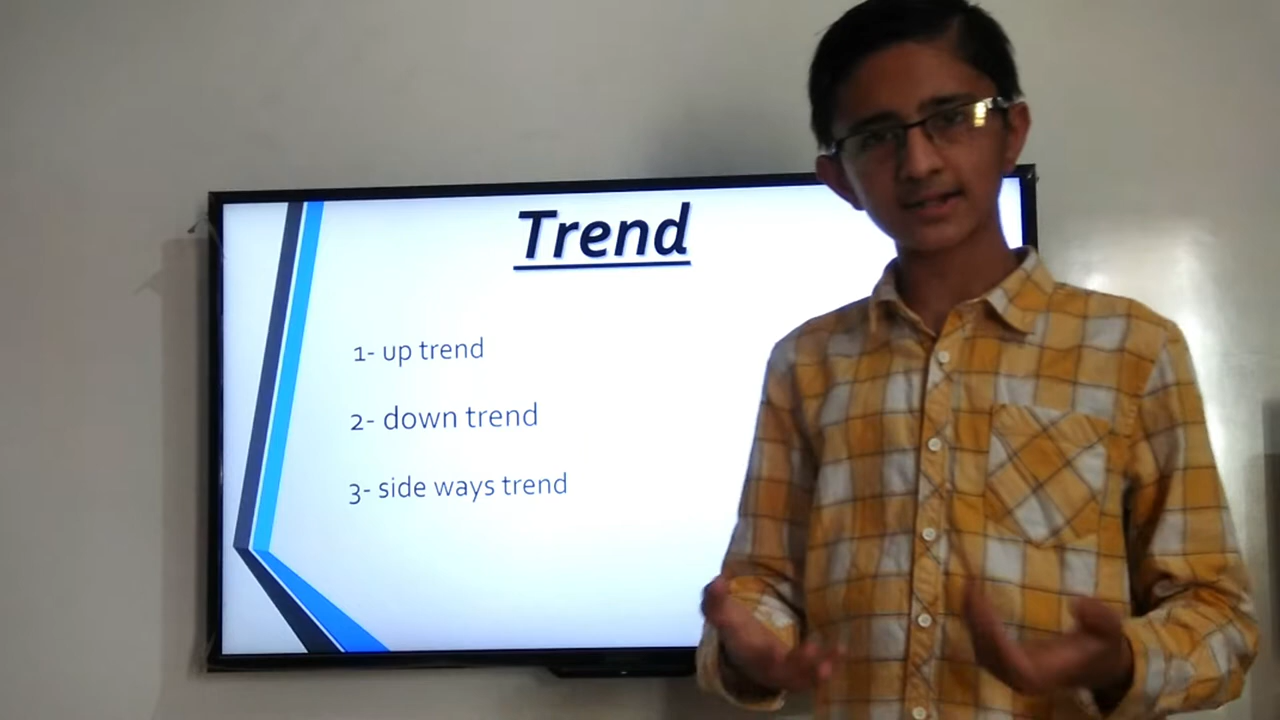 Trend
1- up trend
2- down trend
3- side ways trend